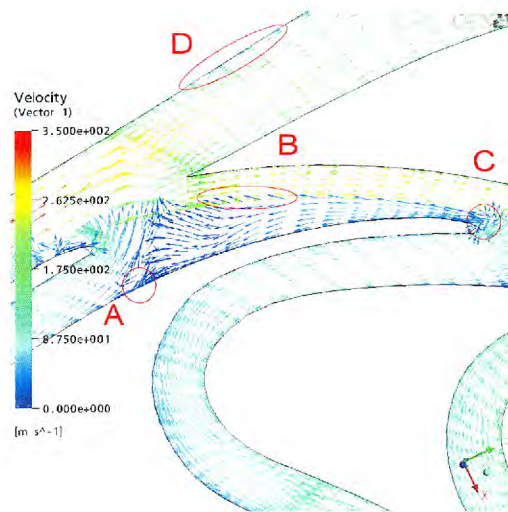 D
Velocity
(Vector 1)
3.500e+002
B
2.625e+002
C
1.750e+002
A
8.750e+001
0.000e+000
[m s^-1]
X